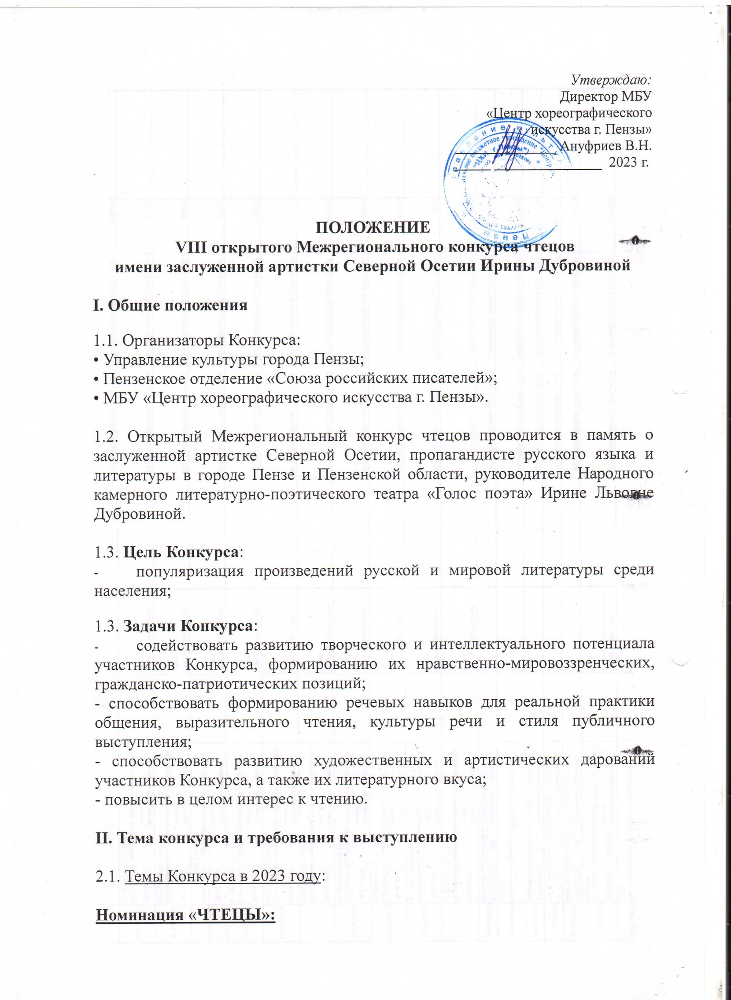 Утверждаю:
Директор МБУ
«Центр хореографического
искусства г. Пензы»
Ануфриев В.Н.
2023 г.
ПОЛОЖЕНИЕ
VIII открытого Межрегионального конкурса чтецов
имени заслуженной артистки Северной Осетии Ирины Дубровиной
I. Общие положения
1.1. Организаторы Конкурса:
• Управление культуры города Пензы;
• Пензенское отделение «Союза российских писателей»;
• МБУ «Центр хореографического искусства г. Пензы».
1.2. Открытый Межрегиональный конкурс чтецов проводится в память о
заслуженной артистке Северной Осетии, пропагандисте русского языка и
литературы в городе Пензе и Пензенской области, руководителе Народного
камерного литературно-поэтического театра «Голос поэта» Ирине Львовне
Дубровиной.
1.3. Цель Конкурса:
- популяризация произведений русской и мировой литературы среди
населения;
1.3. Задачи Конкурса:
- содействовать развитию творческого и интеллектуального потенциала
участников Конкурса, формированию их нравственно-мировоззренческих,
гражданско-патриотических позиций;
- способствовать формированию речевых навыков для реальной практики
общения, выразительного чтения, культуры речи и стиля публичного
выступления;
- способствовать развитию художественных и артистических дарований
участников Конкурса, а также их литературного вкуса;
- повысить в целом интерес к чтению.
II. Тема конкурса и требования к выступлению
2.1. Темы Конкурса в 2023 году:
Номинация «ЧТЕЦЫ»: